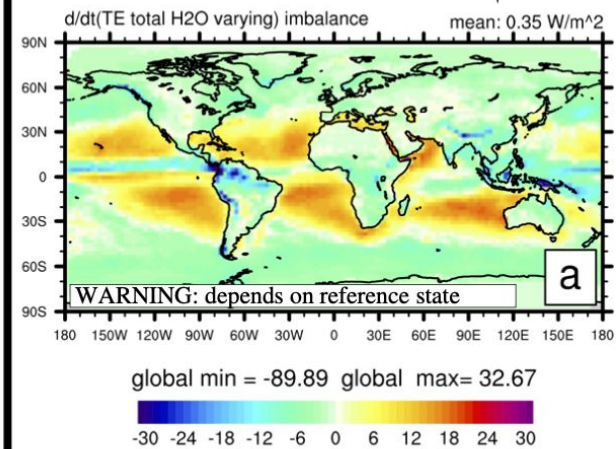 d/dt(TE total H2O varying) imbalance mean: 0.35 W/m^2
90N
60N
30N
0
30S
60S
90S
WARNING: depends on reference state
a
180 150W 120W 90W 60W 30W 0 30E 60E 90E 120E 150E 180
global min = -89.89 global max= 32.67
-30 -24 -18 -12 -6 0 6 12 18 24 30